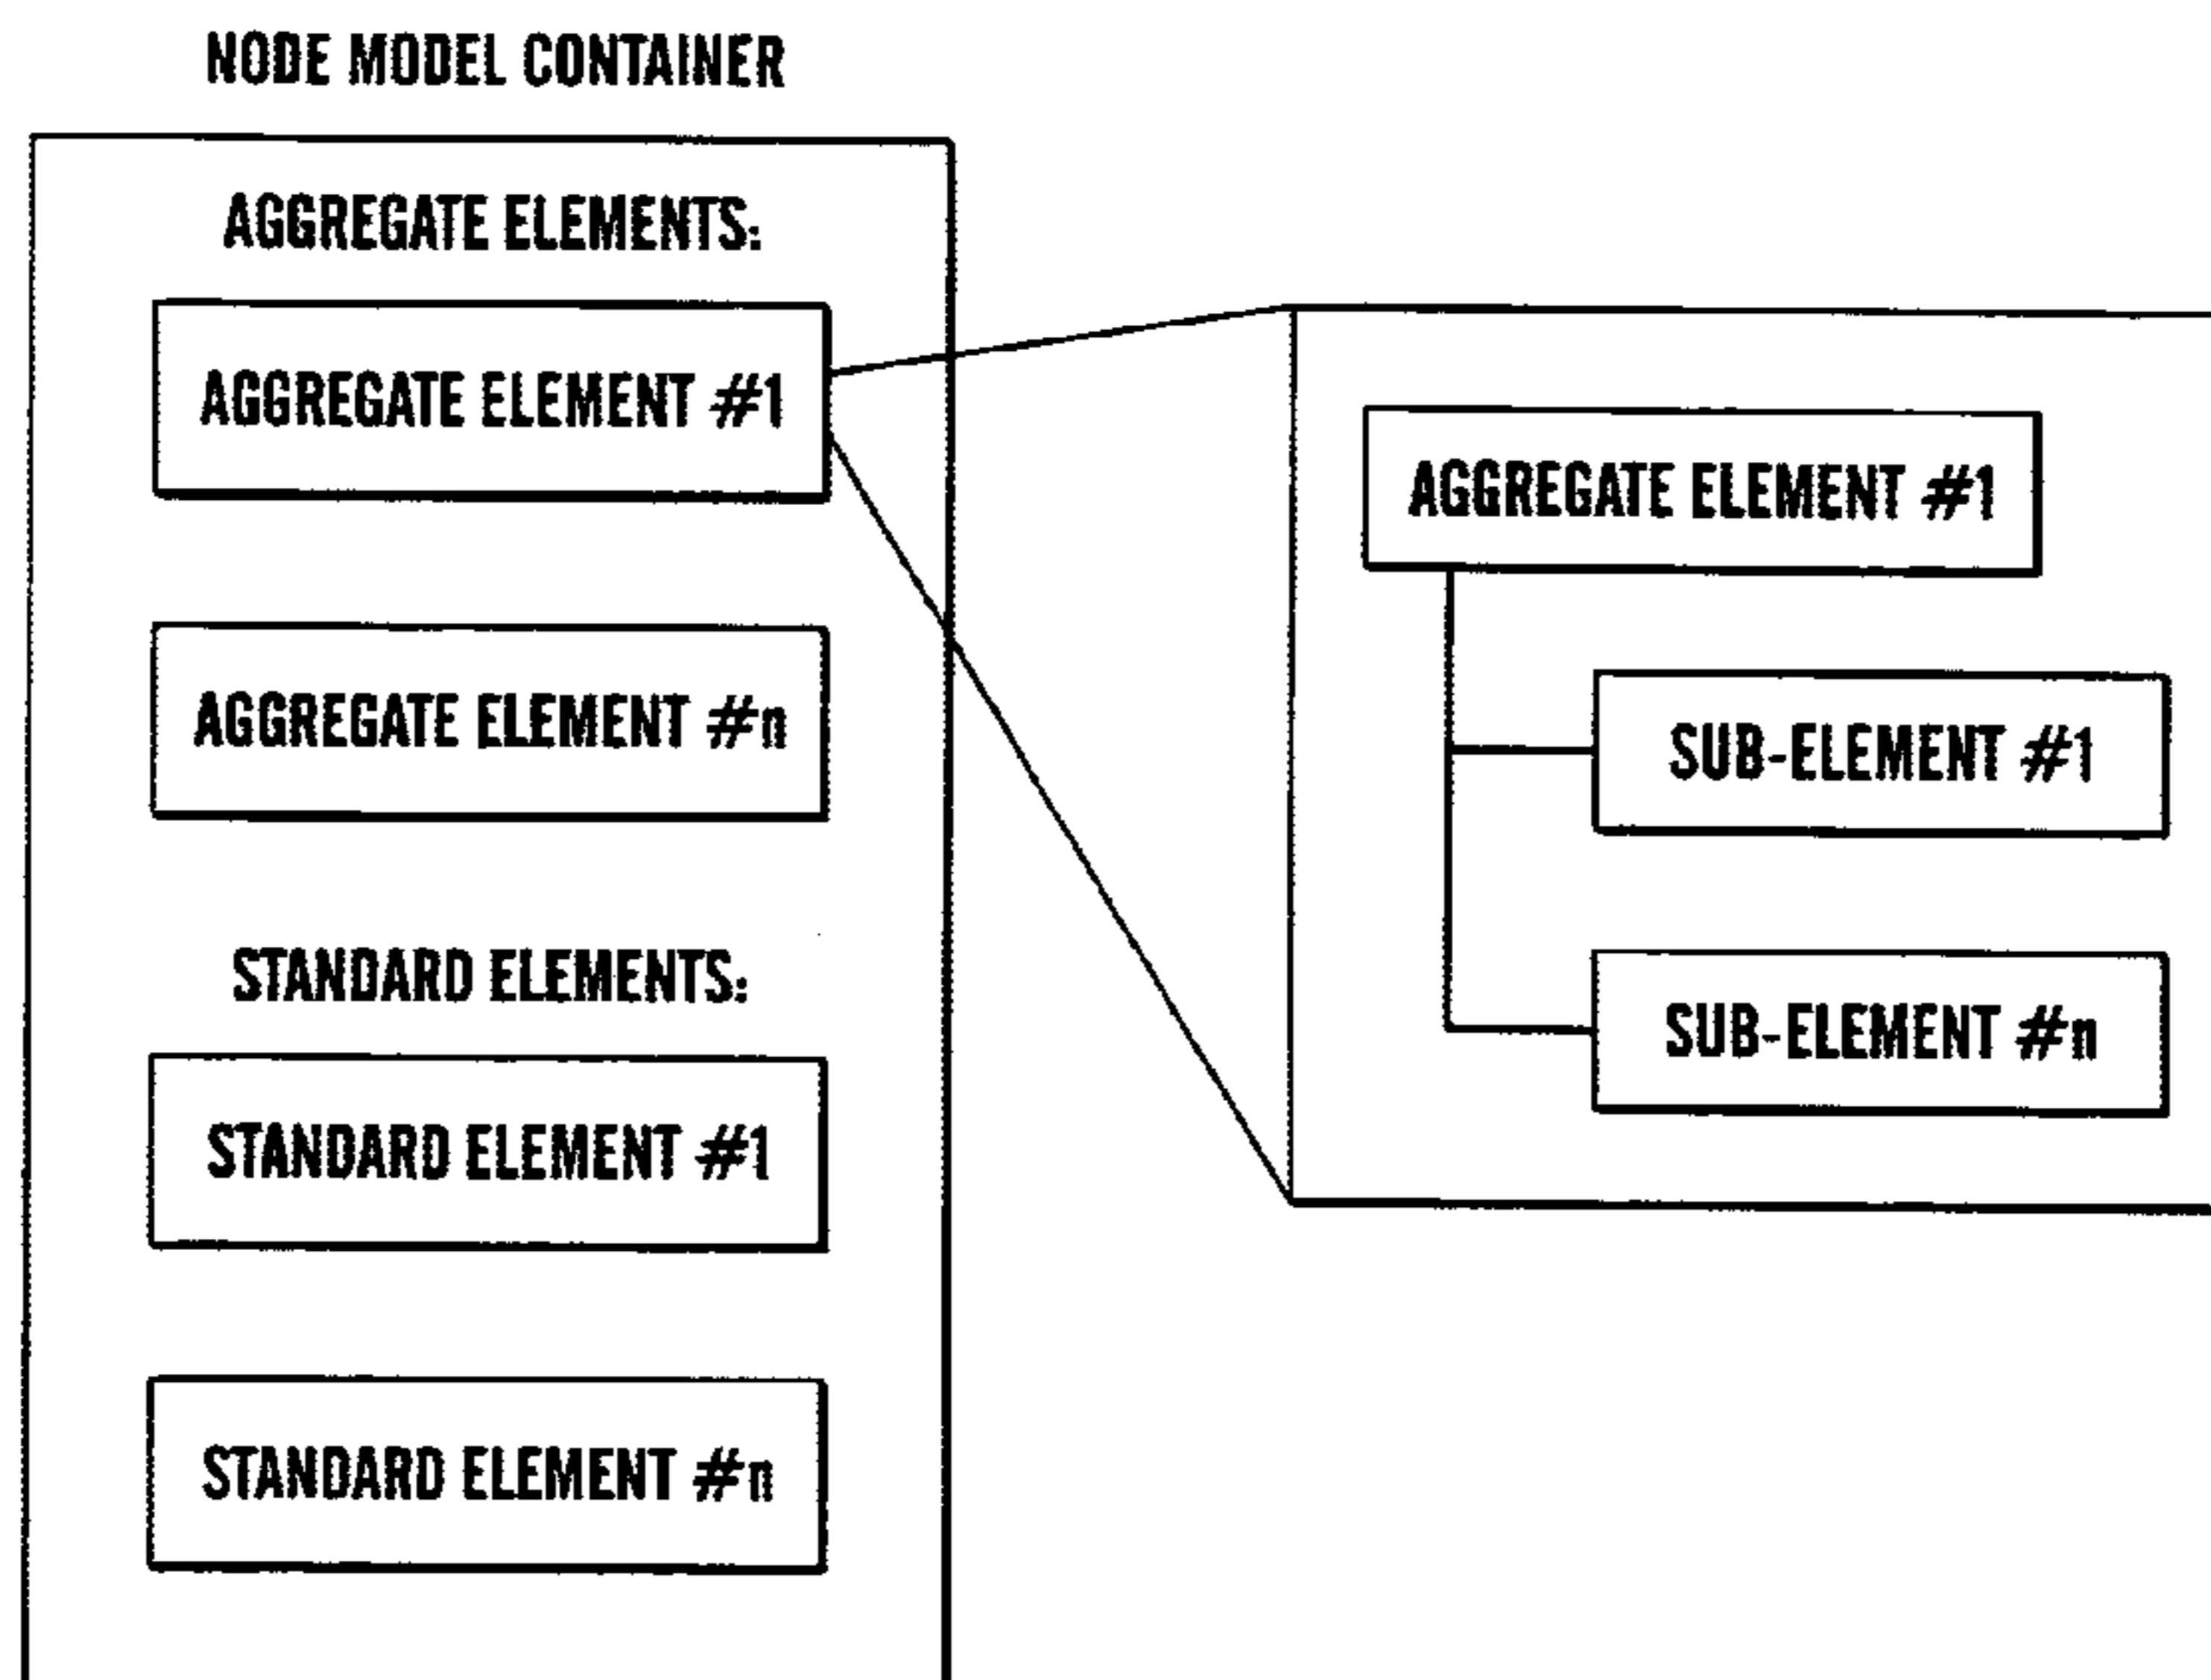 NODE MODEL CONTAINER
AGGREGATE ELEMENTS:
AGGREGATE ELEMENT #1
AGGREGATE ELEMENT #n
STANDARD ELEMENTS:
STANDARD ELEMENT #1
STANDARD ELEMENT #n
AGGREGATE ELEMENT #1
SUB-ELEMENT #1
SUB-ELEMENT #n